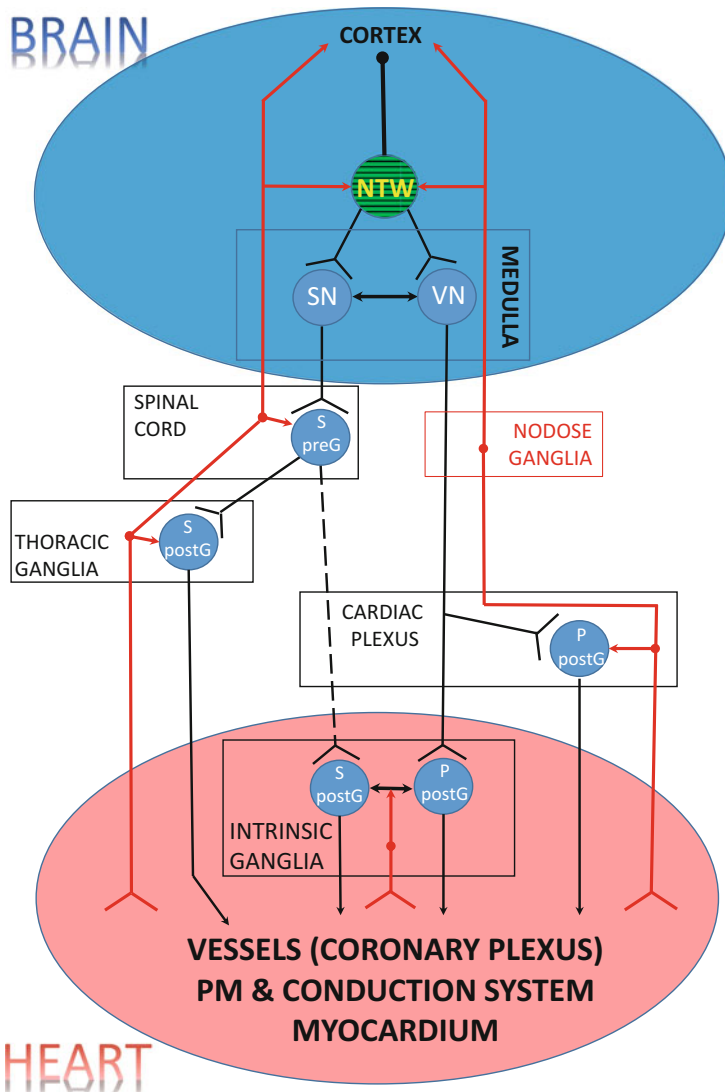 BRAIN
CORTEX
NTW
MEDULLA
SN
VN
SPINAL
CORD
S
preG
NODOSE
GANGLIA
THORACIC
GANGLIA
S
postG
CARDIAC
PLEXUS
P
postG
S
postG
P
postG
INTRINSIC
GANGLIA
VESSELS (CORONARY PLEXUS)
PM & CONDUCTION SYSTEM
MYOCARDIUM
HEART